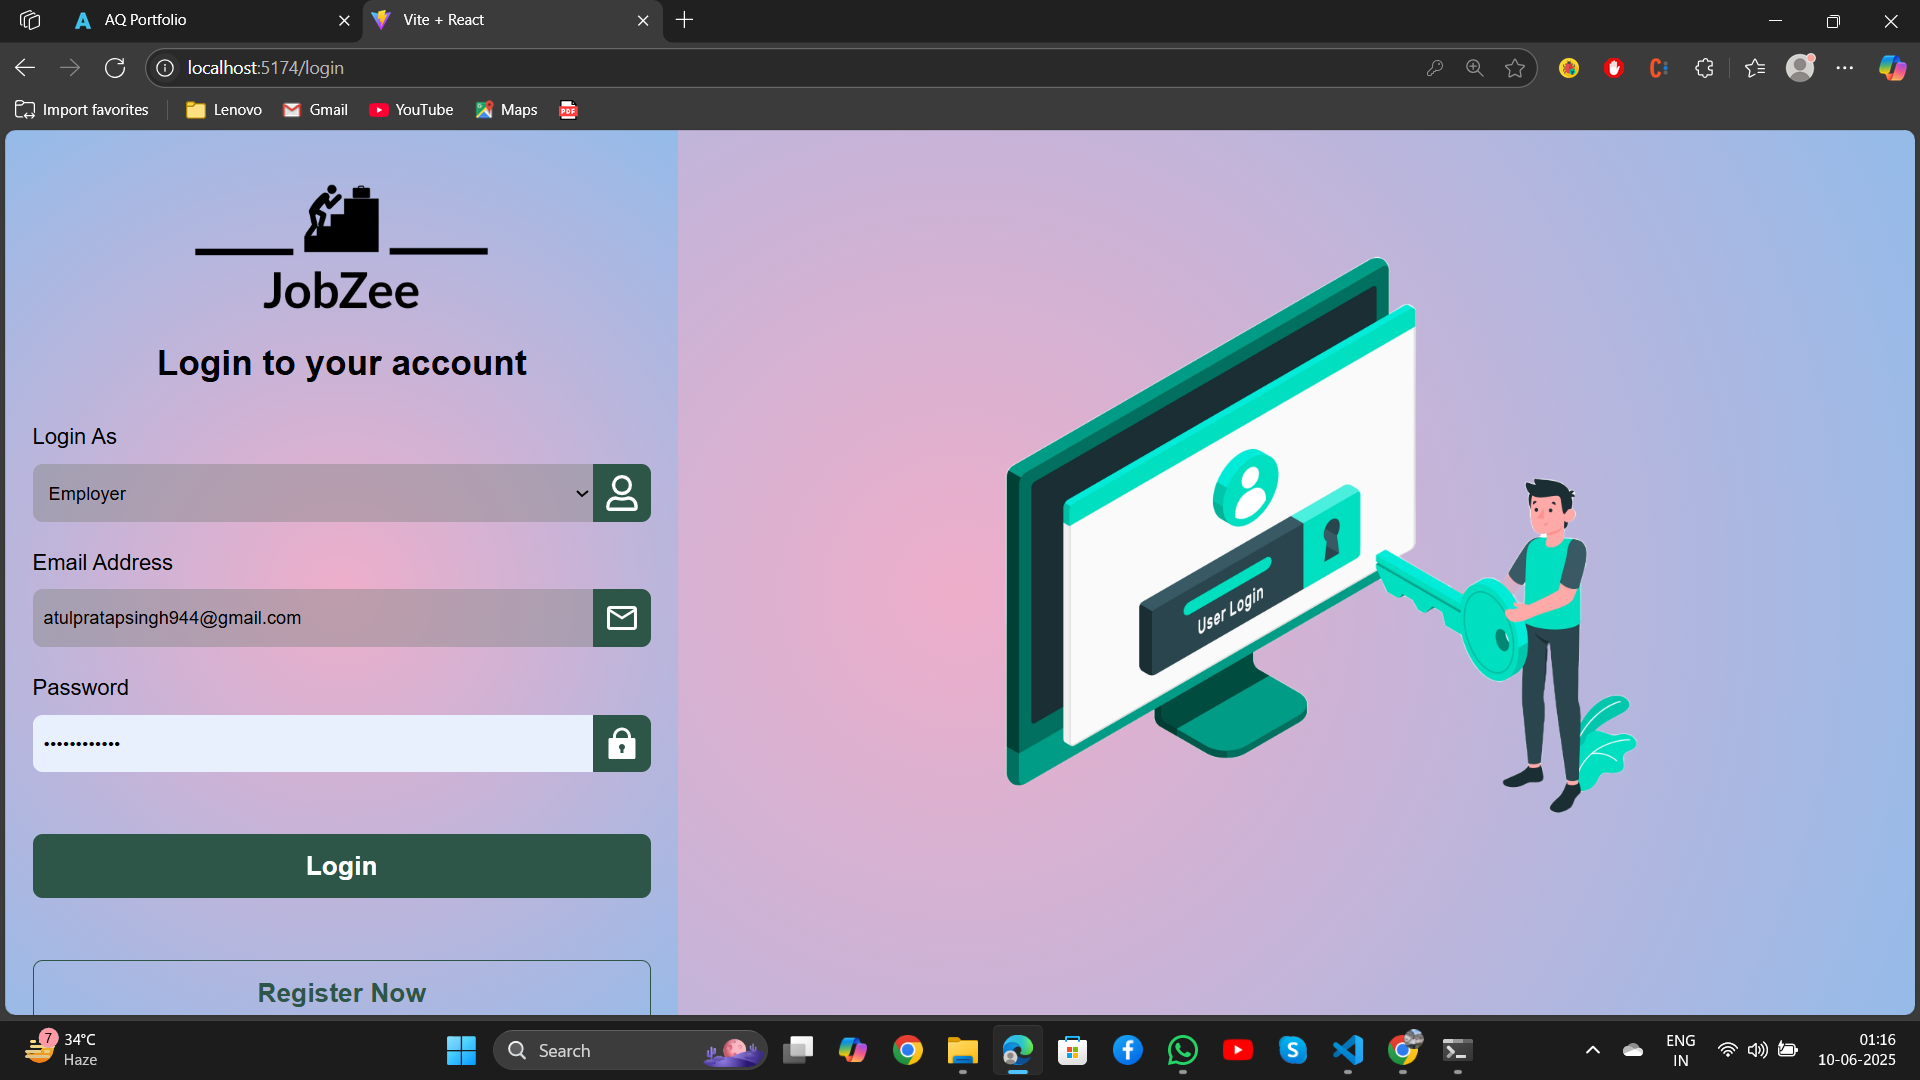 AQ Portfolio
Vite + React
localhost:5174/login
Import favorites
Lenovo
Gmail
YouTube
Maps
PDF
JobZee
Login to your account
Login As
Employer
Email Address
atulpratapsingh944@gmail.com
Password
••••••••••••
Login
Register Now
User Login
7
34°C
Haze
Search
ENG
IN
01:16
10-06-2025